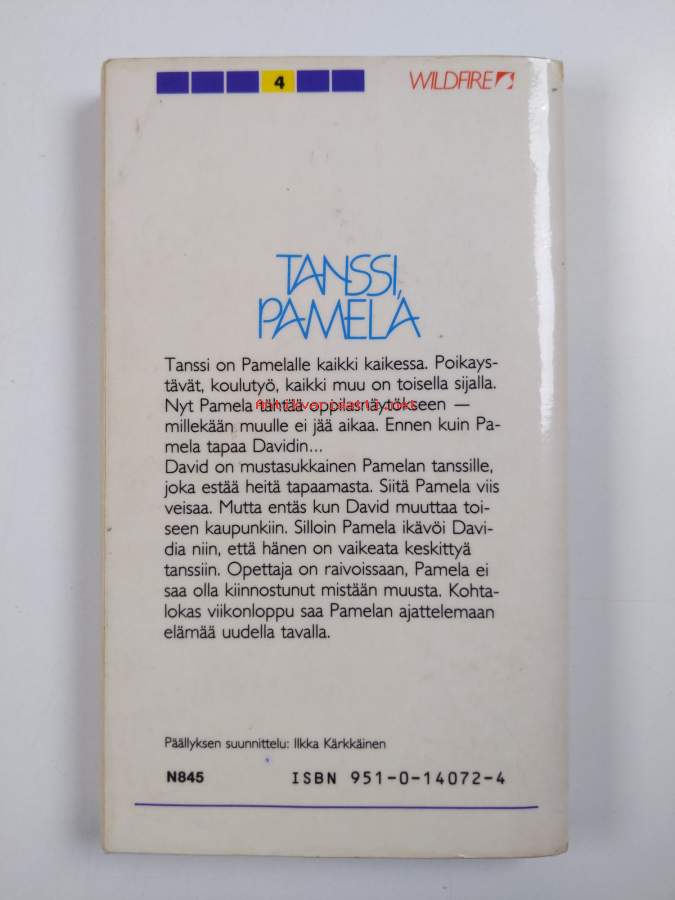 4
WILDFIRE
TANSSI,
PAMELA
Tanssi on Pamelalle kaikki kaikessa. Poikays-
tävät, koulutyö, kaikki muu on toisella sijalla.
Nyt Pamela tähtää oppilasnäytökseen —
millekään muulle ei jää aikaa. Ennen kuin Pa-
mela tapaa Davidin...
David on mustasukkainen Pamelan tanssille,
joka estää heitä tapaamasta. Siitä Pamela viis
veisaa. Mutta entäs kun David muuttaa toi-
seen kaupunkiin. Silloin Pamela ikävöi Davi-
dia niin, että hänen on vaikeata keskittyä
tanssiin. Opettaja on raivoissaan, Pamela ei
saa olla kiinnostunut mistään muusta. Kohta-
lokas viikonloppu saa Pamelan ajattelemaan
elämää uudella tavalla.
Päällyksen suunnittelu: Ilkka Kärkkäinen
N845 ISBN 951-0-14072-4